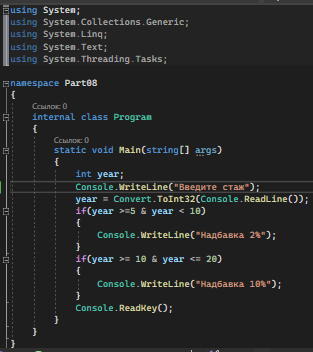 using System;
using System.Collections.Generic;
using System.Linq;
using System.Text;
using System.Threading.Tasks;
namespace Part08
{
Ссылок: 0
internal class Program
{
Ссылок: 0
static void Main(string[] args)
{
int year;
Console.WriteLine("Введите стаж");
year = Convert.ToInt32(Console.ReadLine());
if(year >=5 & year < 10)
{
Console.WriteLine("Надбавка 2%");
}
if(year >= 10 & year <= 20)
{
Console.WriteLine("Надбавка 10%");
}
Console.ReadKey();
}
}
}